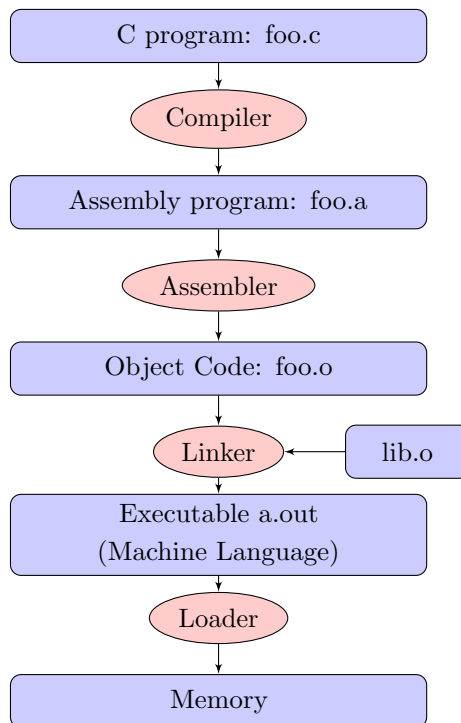 C program: foo.c
Compiler
Assembly program: foo.a
Assembler
Object Code: foo.o
Linker
lib.o
Executable a.out
(Machine Language)
Loader
Memory